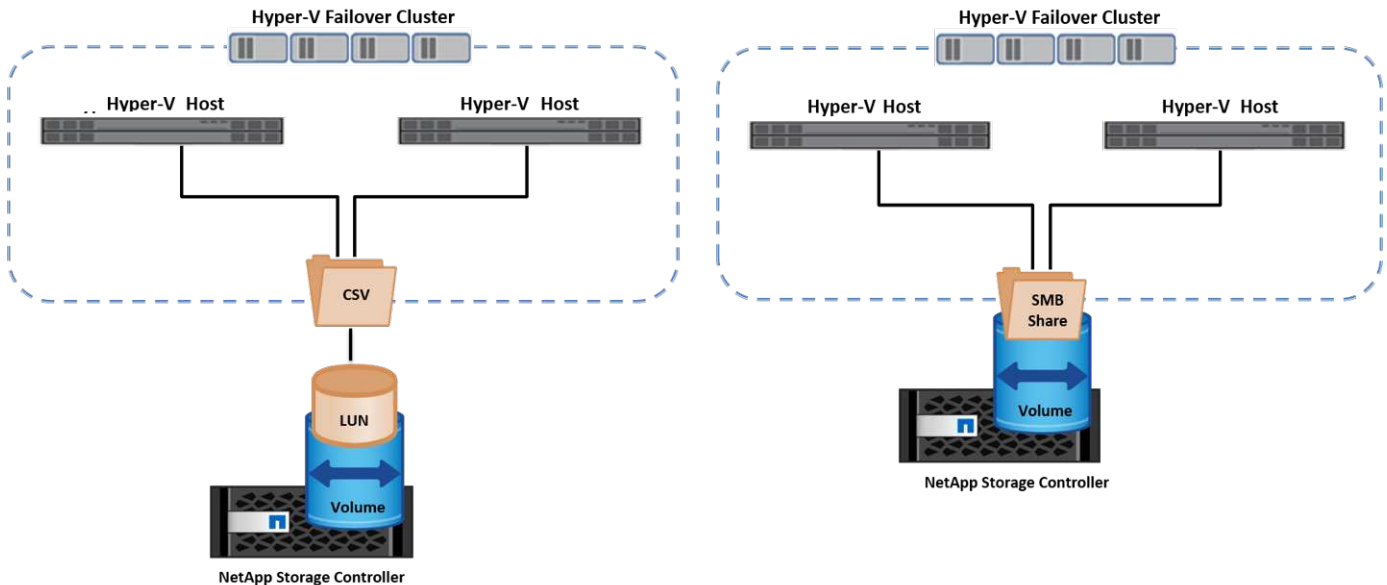 Hyper-V Failover Cluster
Hyper-V Host
Hyper-V Host
CSV
LUN
Volume
NetApp Storage Controller
Hyper-V Failover Cluster
Hyper-V Host
Hyper-V Host
SMB
Share
Volume
NetApp Storage Controller